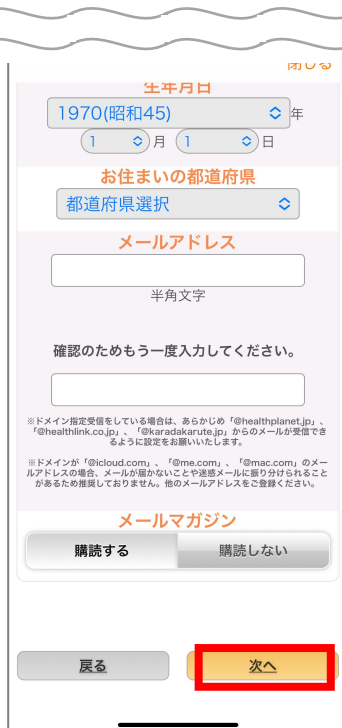 閉じる
生年月日
1970(昭和45) 年
1 月 1 日
お住まいの都道府県
都道府県選択
メールアドレス
半角文字
確認のためもう一度入力してください。
※ドメイン指定受信をしている場合は、あらかじめ「@healthplanet.jp」、
「@healthlink.co.jp」、「@karadakarute.jp」からのメールが受信でき
るように設定をお願いいたします。
※ドメインが「@icloud.com」、「@me.com」、「@mac.com」のメー
ルアドレスの場合、メールが届かないことや迷惑メールに振り分けられること
があるため推奨しておりません。他のメールアドレスをご登録ください。
メールマガジン
購読する 購読しない
戻る 次へ